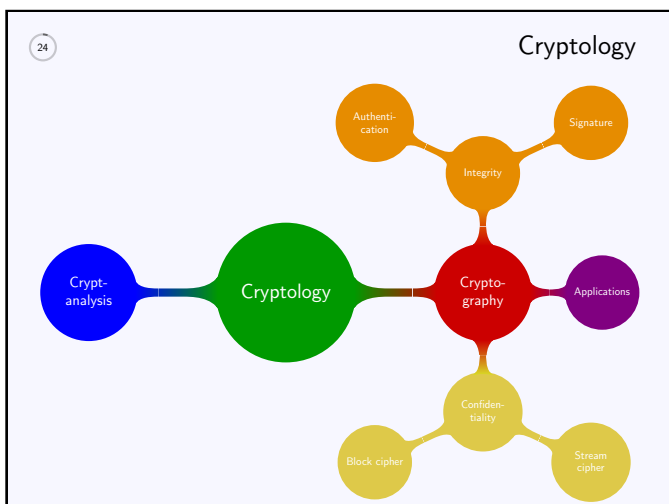 24
Cryptology
Authenti-
cation
Signature
Integrity
Crypt-
analysis
Cryptology
Crypto-
graphy
Applications
Confiden-
tiality
Block cipher
Stream
cipher